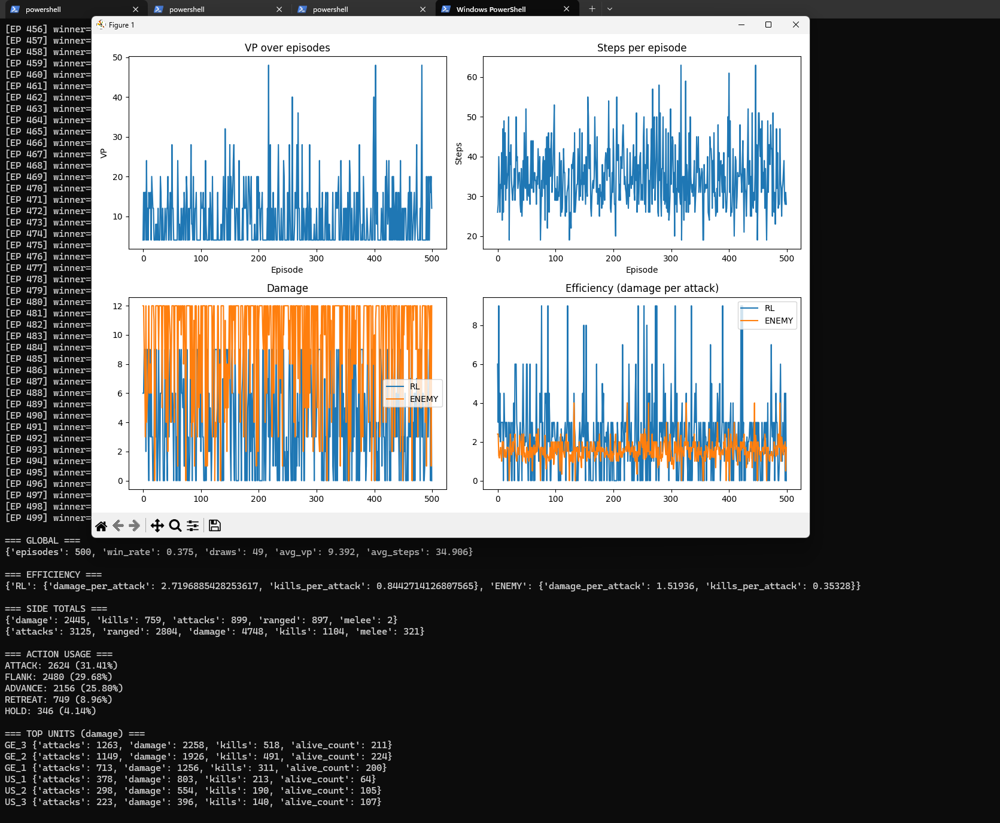 powershell
powershell
powershell
Windows PowerShell
Figure 1
[EP 456] winner=
[EP 457] winner=
[EP 458] winner=
[EP 459] winner=
[EP 460] winner=
[EP 461] winner=
[EP 462] winner=
[EP 463] winner=
[EP 464] winner=
[EP 465] winner=
[EP 466] winner=
[EP 467] winner=
[EP 468] winner=
[EP 469] winner=
[EP 470] winner=
[EP 471] winner=
[EP 472] winner=
[EP 473] winner=
[EP 474] winner=
[EP 475] winner=
[EP 476] winner=
[EP 477] winner=
[EP 478] winner=
[EP 479] winner=
[EP 480] winner=
[EP 481] winner=
[EP 482] winner=
[EP 483] winner=
[EP 484] winner=
[EP 485] winner=
[EP 486] winner=
[EP 487] winner=
[EP 488] winner=
[EP 489] winner=
[EP 490] winner=
[EP 491] winner=
[EP 492] winner=
[EP 493] winner=
[EP 494] winner=
[EP 495] winner=
[EP 496] winner=
[EP 497] winner=
[EP 498] winner=
[EP 499] winner=
VP over episodes
50
40
30
20
10
VP
0 100 200 300 400 500
Episode
Steps per episode
60
50
40
30
20
Steps
0 100 200 300 400 500
Episode
Damage
12
10
8
6
4
2
0
RL
ENEMY
0 100 200 300 400 500
Efficiency (damage per attack)
8
6
4
2
0
RL
ENEMY
0 100 200 300 400 500
=== GLOBAL ===
{'episodes': 500, 'win_rate': 0.375, 'draws': 49, 'avg_vp': 9.392, 'avg_steps': 34.906}
=== EFFICIENCY ===
{'RL': {'damage_per_attack': 2.7196885428253617, 'kills_per_attack': 0.8442714126807565}, 'ENEMY': {'damage_per_attack': 1.51936, 'kills_per_attack': 0.35328}}
=== SIDE TOTALS ===
{'damage': 2445, 'kills': 759, 'attacks': 899, 'ranged': 897, 'melee': 2}
{'attacks': 3125, 'ranged': 2804, 'damage': 4748, 'kills': 1104, 'melee': 321}
=== ACTION USAGE ===
ATTACK: 2624 (31.41%)
FLANK: 2480 (29.68%)
ADVANCE: 2156 (25.80%)
RETREAT: 749 (8.96%)
HOLD: 346 (4.14%)
=== TOP UNITS (damage) ===
GE_3 {'attacks': 1263, 'damage': 2258, 'kills': 518, 'alive_count': 211}
GE_2 {'attacks': 1149, 'damage': 1926, 'kills': 491, 'alive_count': 224}
GE_1 {'attacks': 713, 'damage': 1256, 'kills': 311, 'alive_count': 200}
US_1 {'attacks': 378, 'damage': 803, 'kills': 213, 'alive_count': 64}
US_2 {'attacks': 298, 'damage': 554, 'kills': 190, 'alive_count': 105}
US_3 {'attacks': 223, 'damage': 396, 'kills': 140, 'alive_count': 107}